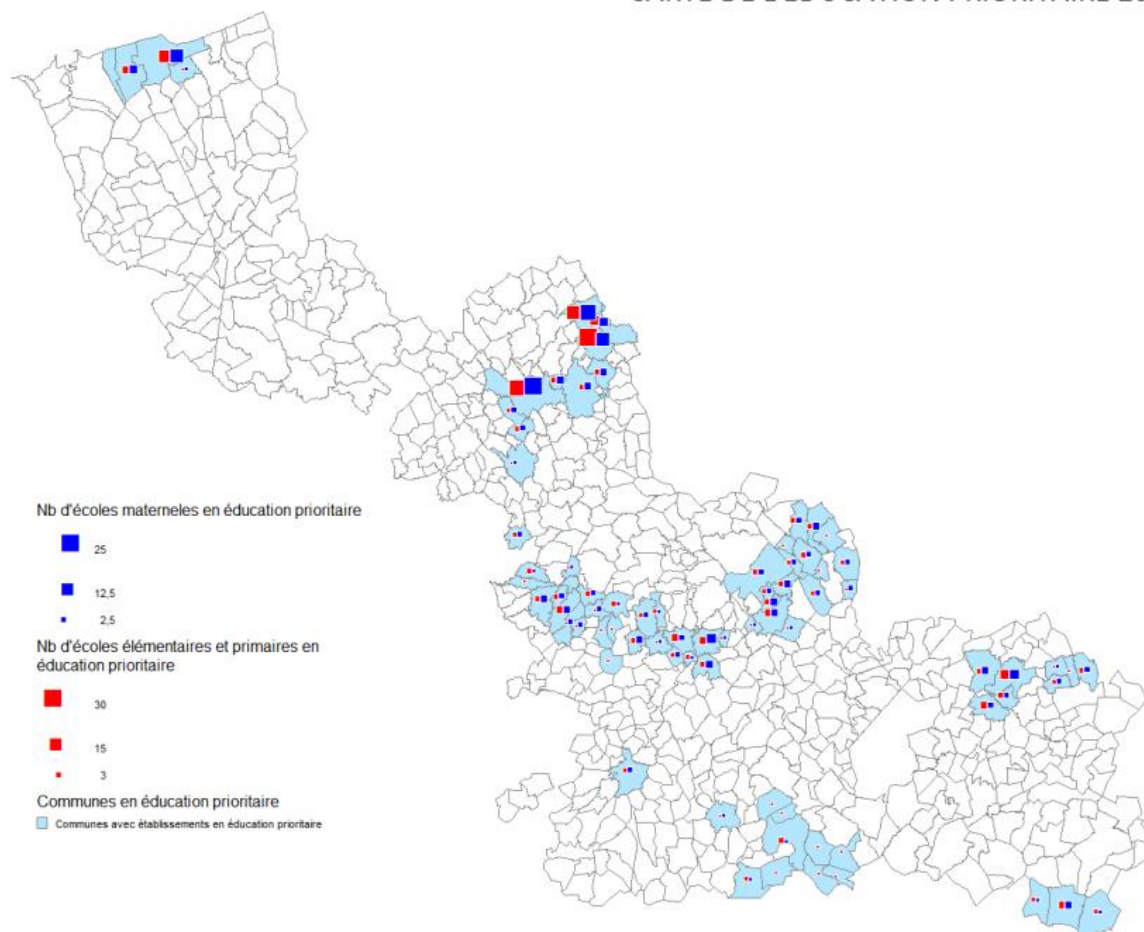 Nb d'écoles materneles en éducation prioritaire
25
12,5
2,5
Nb d'écoles élémentaires et primaires en
éducation prioritaire
30
15
3
Communes en éducation prioritaire
Communes avec établissements en éducation prioritaire